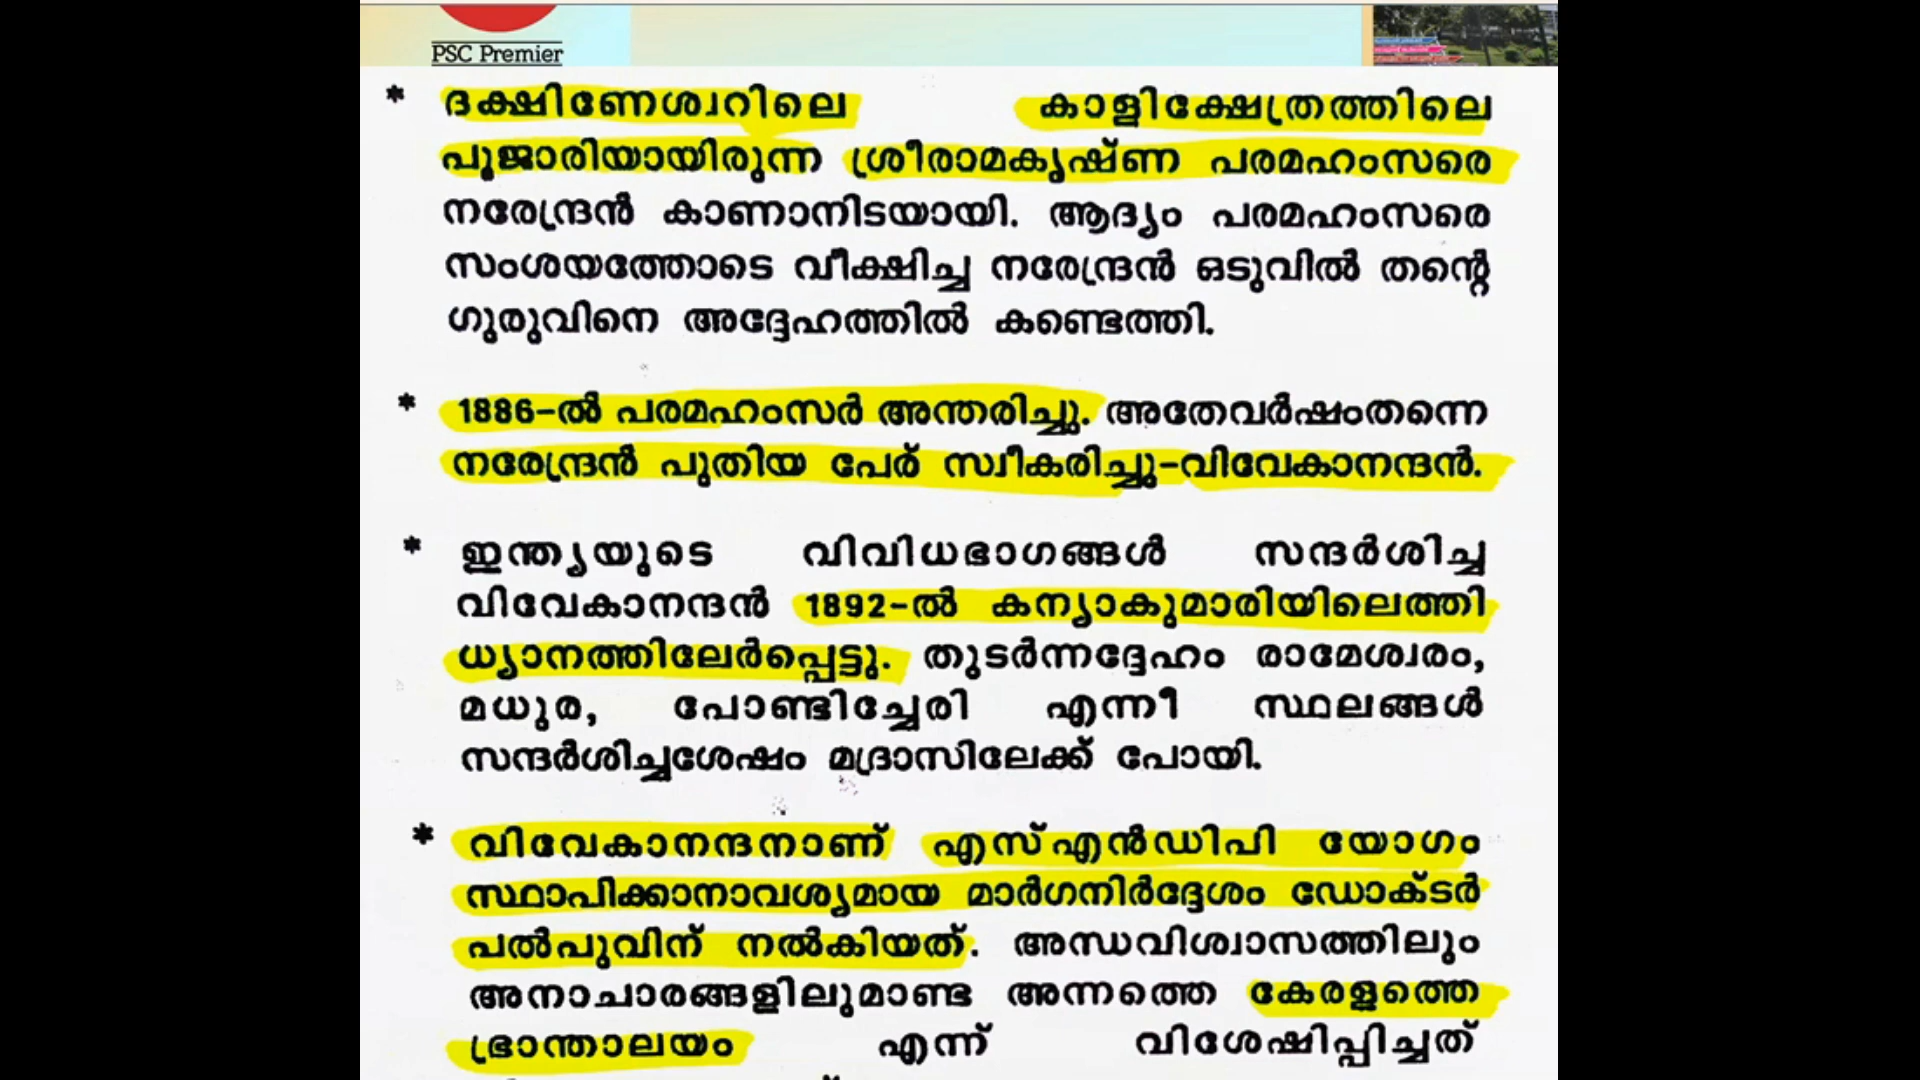 PSC Premier
* ദക്ഷിണേശ്വറിലെ കാളിക്ഷേത്രത്തിലെ
പൂജാരിയായിരുന്ന ശ്രീരാമകൃഷ്ണ പരമഹംസരെ
നരേന്ദ്രൻ കാണാനിടയായി. ആദ്യം പരമഹംസരെ
സംശയത്തോടെ വീക്ഷിച്ച നരേന്ദ്രൻ ഒടുവിൽ തന്റെ
ഗുരുവിനെ അദ്ദേഹത്തിൽ കണ്ടെത്തി.
* 1886-ൽ പരമഹംസർ അന്തരിച്ചു. അതേവർഷംതന്നെ
നരേന്ദ്രൻ പുതിയ പേര് സ്വീകരിച്ചു-വിവേകാനന്ദൻ.
* ഇന്ത്യയുടെ വിവിധഭാഗങ്ങൾ സന്ദർശിച്ച
വിവേകാനന്ദൻ 1892-ൽ കന്യാകുമാരിയിലെത്തി
ധ്യാനത്തിലേർപ്പെട്ടു. തുടർന്നദ്ദേഹം രാമേശ്വരം,
മധുര, പോണ്ടിച്ചേരി എന്നീ സ്ഥലങ്ങൾ
സന്ദർശിച്ചശേഷം മദ്രാസിലേക്ക് പോയി.
* വിവേകാനന്ദനാണ് എസ്എൻഡിപി യോഗം
സ്ഥാപിക്കാനാവശ്യമായ മാർഗനിർദ്ദേശം ഡോക്ടർ
പൽപുവിന് നൽകിയത്. അന്ധവിശ്വാസത്തിലും
അനാചാരങ്ങളിലുമാണ്ട അന്നത്തെ കേരളത്തെ
ഭ്രാന്താലയം എന്ന് വിശേഷിപ്പിച്ചത്